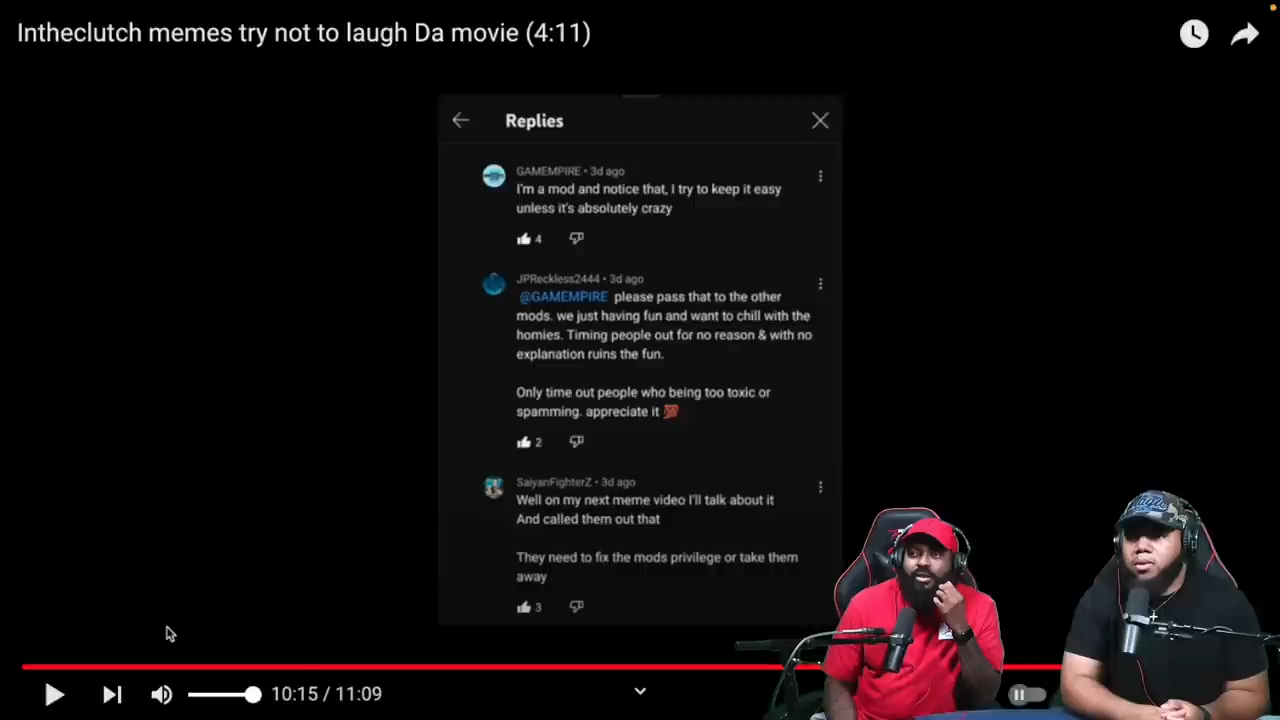 Intheclutch memes try not to laugh Da movie (4:11)
Replies
GAMEMPIRE • 3d ago
I'm a mod and notice that, I try to keep it easy
unless it's absolutely crazy
4
JPReckless2444 • 3d ago
@GAMEMPIRE please pass that to the other
mods. we just having fun and want to chill with the
homies. Timing people out for no reason & with no
explanation ruins the fun.
Only time out people who being too toxic or
spamming. appreciate it 💯
2
SaiyanFighterZ • 3d ago
Well on my next meme video I'll talk about it
And called them out that
They need to fix the mods privilege or take them
away
3
10:15 / 11:09